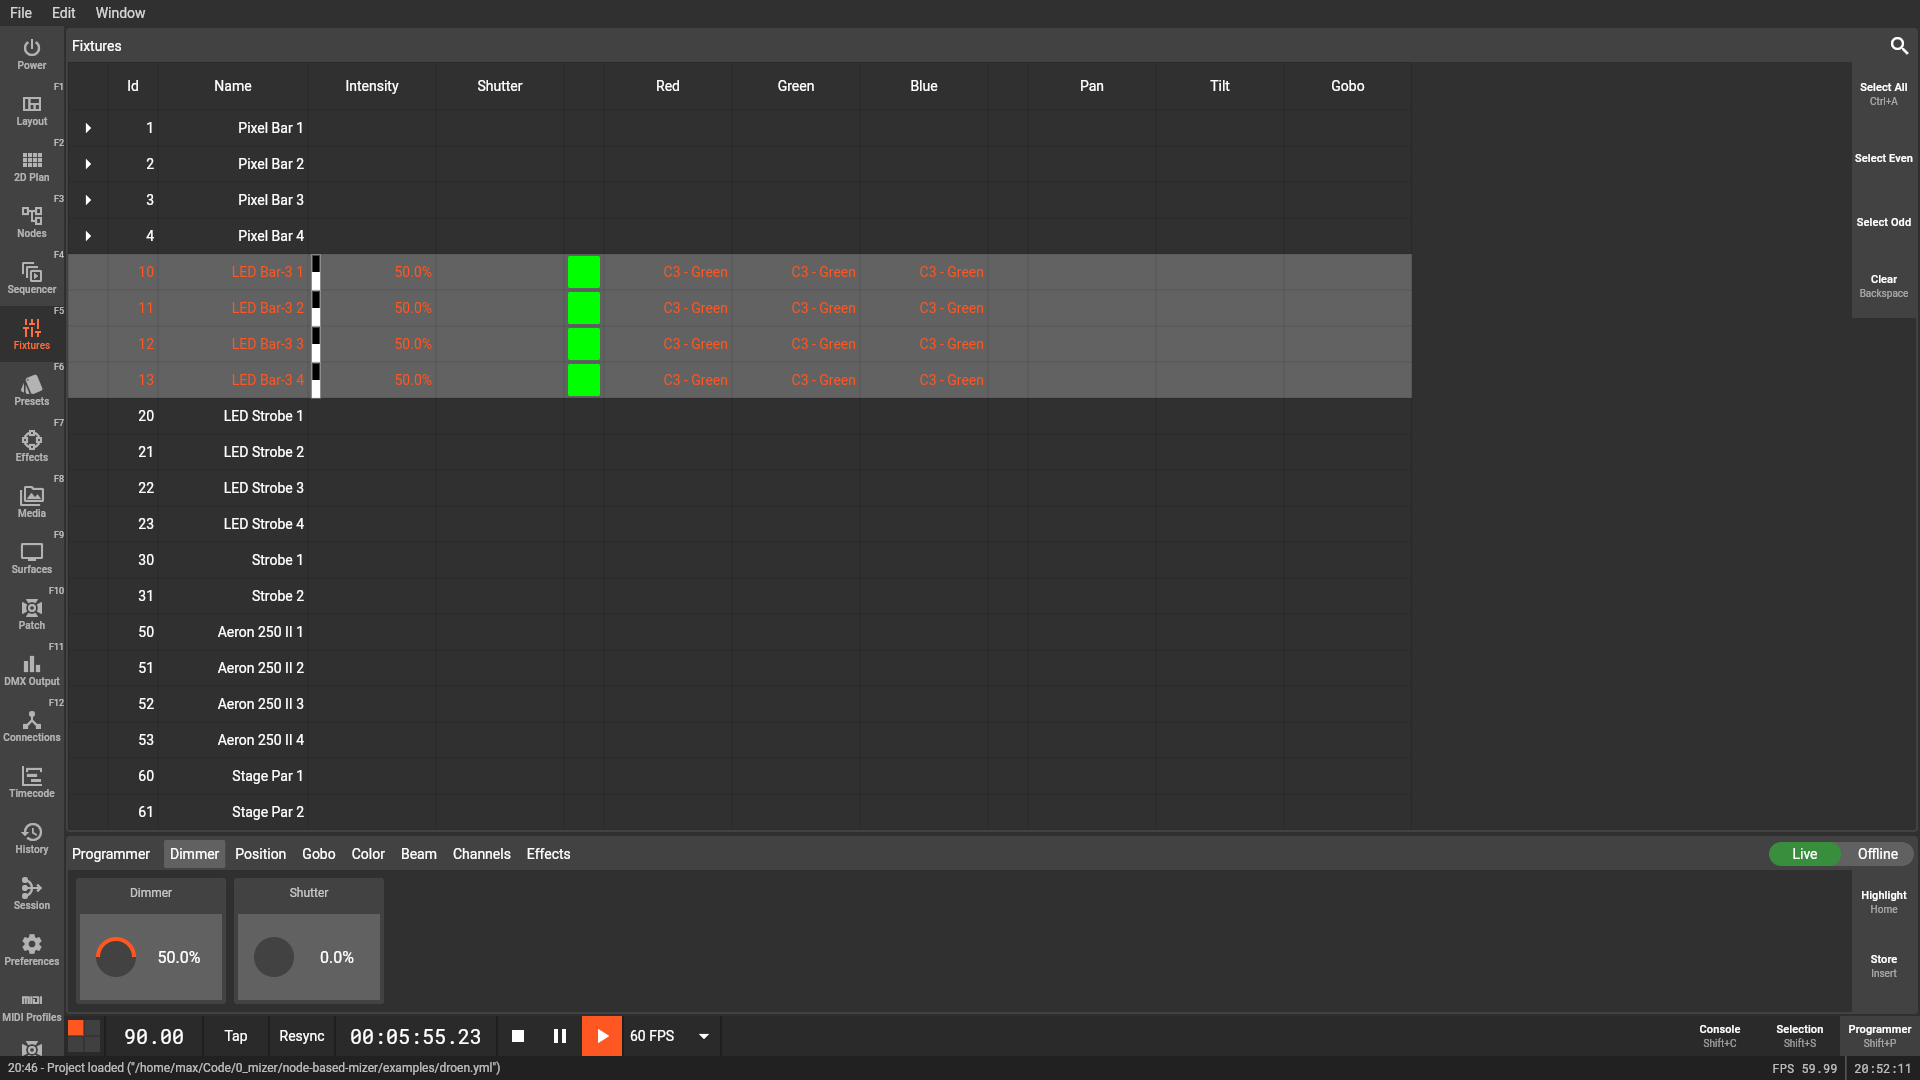 File Edit Window
Power
F1
Layout
F2
2D Plan
F3
Nodes
F4
Sequencer
F5
Fixtures
F6
Presets
F7
Effects
F8
Media
F9
Surfaces
F10
Patch
F11
DMX Output
F12
Connections
Timecode
History
Session
Preferences
MIDI
MIDI Profiles
Fixtures
Id Name Intensity Shutter Red Green Blue Pan Tilt Gobo
1 Pixel Bar 1
2 Pixel Bar 2
3 Pixel Bar 3
4 Pixel Bar 4
10 LED Bar-3 1 50.0% C3 - Green C3 - Green C3 - Green
11 LED Bar-3 2 50.0% C3 - Green C3 - Green C3 - Green
12 LED Bar-3 3 50.0% C3 - Green C3 - Green C3 - Green
13 LED Bar-3 4 50.0% C3 - Green C3 - Green C3 - Green
20 LED Strobe 1
21 LED Strobe 2
22 LED Strobe 3
23 LED Strobe 4
30 Strobe 1
31 Strobe 2
50 Aeron 250 II 1
51 Aeron 250 II 2
52 Aeron 250 II 3
53 Aeron 250 II 4
60 Stage Par 1
61 Stage Par 2
Select All
Ctrl+A
Select Even
Select Odd
Clear
Backspace
Programmer Dimmer Position Gobo Color Beam Channels Effects Live Offline
Dimmer Shutter
50.0% 0.0%
Highlight
Home
Store
Insert
90.00 Tap Resync 00:05:55.23 60 FPS
Console
Shift+C
Selection
Shift+S
Programmer
Shift+P
20:46 - Project loaded ("/home/max/Code/0_mizer/node-based-mizer/examples/droen.yml") FPS 59.99 20:52:11